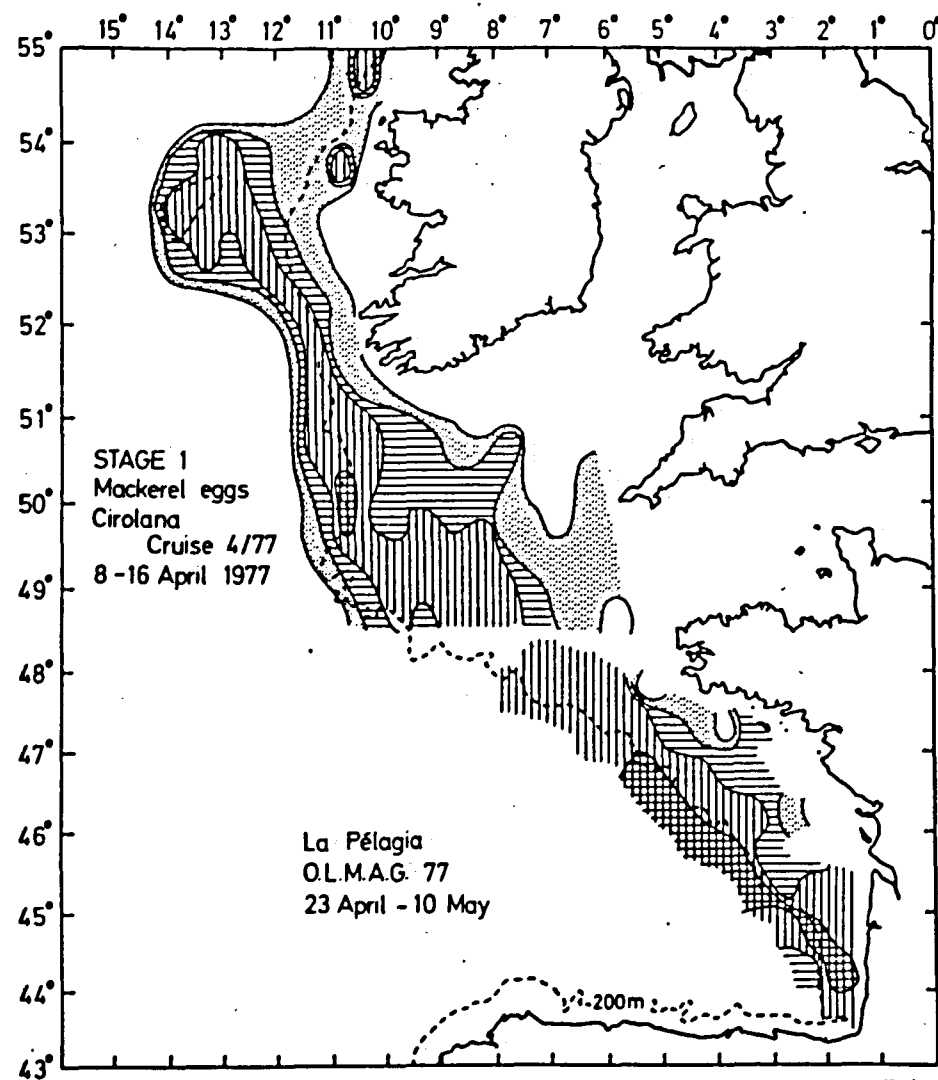 15° 14° 13° 12° 11° 10° 9° 8° 7° 6° 5° 4° 3° 2° 1° 0°
55°
54°
53°
52°
51°
50°
49°
48°
47°
46°
45°
44°
43°
STAGE 1
Mackerel eggs
Cirolana
Cruise 4/77
8-16 April 1977
La Pélagia
O.L.M.A.G. 77
23 April - 10 May
200m